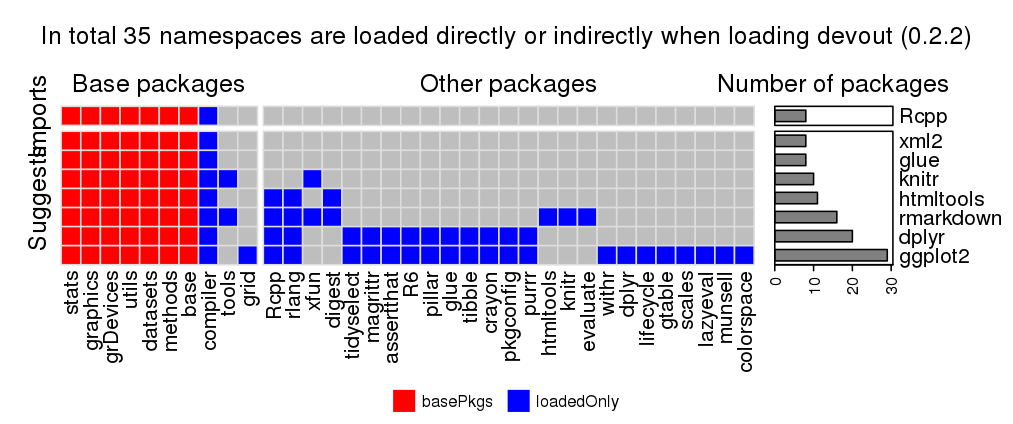 In total 35 namespaces are loaded directly or indirectly when loading devout (0.2.2)
Base packages
Other packages
Number of packages
Imports
Suggests
Rcpp
xml2
glue
knitr
htmltools
rmarkdown
dplyr
ggplot2
0
10
20
30
stats
graphics
grDevices
utils
datasets
methods
base
compiler
tools
grid
Rcpp
rlang
xfun
digest
tidyselect
magrittr
assertthat
R6
pillar
glue
tibble
crayon
pkgconfig
purrr
htmltools
knitr
evaluate
withr
dplyr
lifecycle
gtable
scales
lazyeval
munsell
colorspace
basePkgs
loadedOnly